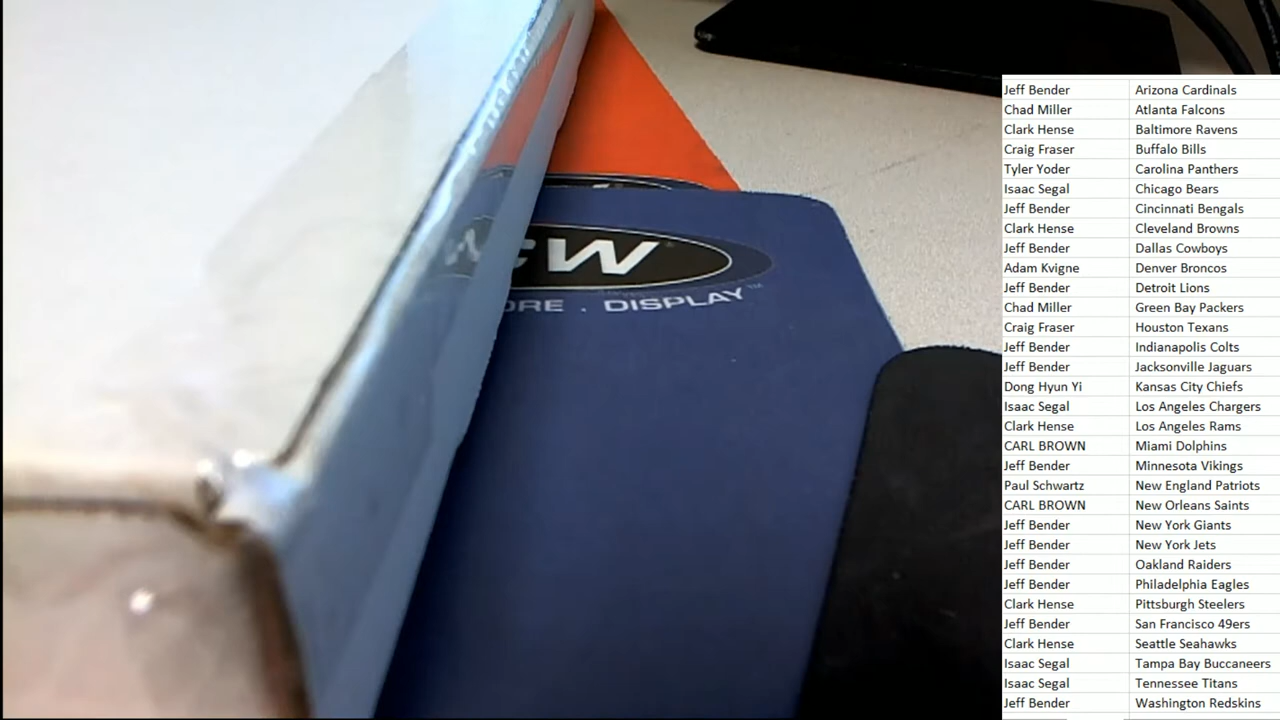 CW
ORE . DISPLAY™
Jeff Bender Arizona Cardinals
Chad Miller Atlanta Falcons
Clark Hense Baltimore Ravens
Craig Fraser Buffalo Bills
Tyler Yoder Carolina Panthers
Isaac Segal Chicago Bears
Jeff Bender Cincinnati Bengals
Clark Hense Cleveland Browns
Jeff Bender Dallas Cowboys
Adam Kvigne Denver Broncos
Jeff Bender Detroit Lions
Chad Miller Green Bay Packers
Craig Fraser Houston Texans
Jeff Bender Indianapolis Colts
Jeff Bender Jacksonville Jaguars
Dong Hyun Yi Kansas City Chiefs
Isaac Segal Los Angeles Chargers
Clark Hense Los Angeles Rams
CARL BROWN Miami Dolphins
Jeff Bender Minnesota Vikings
Paul Schwartz New England Patriots
CARL BROWN New Orleans Saints
Jeff Bender New York Giants
Jeff Bender New York Jets
Jeff Bender Oakland Raiders
Jeff Bender Philadelphia Eagles
Clark Hense Pittsburgh Steelers
Jeff Bender San Francisco 49ers
Clark Hense Seattle Seahawks
Isaac Segal Tampa Bay Buccaneers
Isaac Segal Tennessee Titans
Jeff Bender Washington Redskins